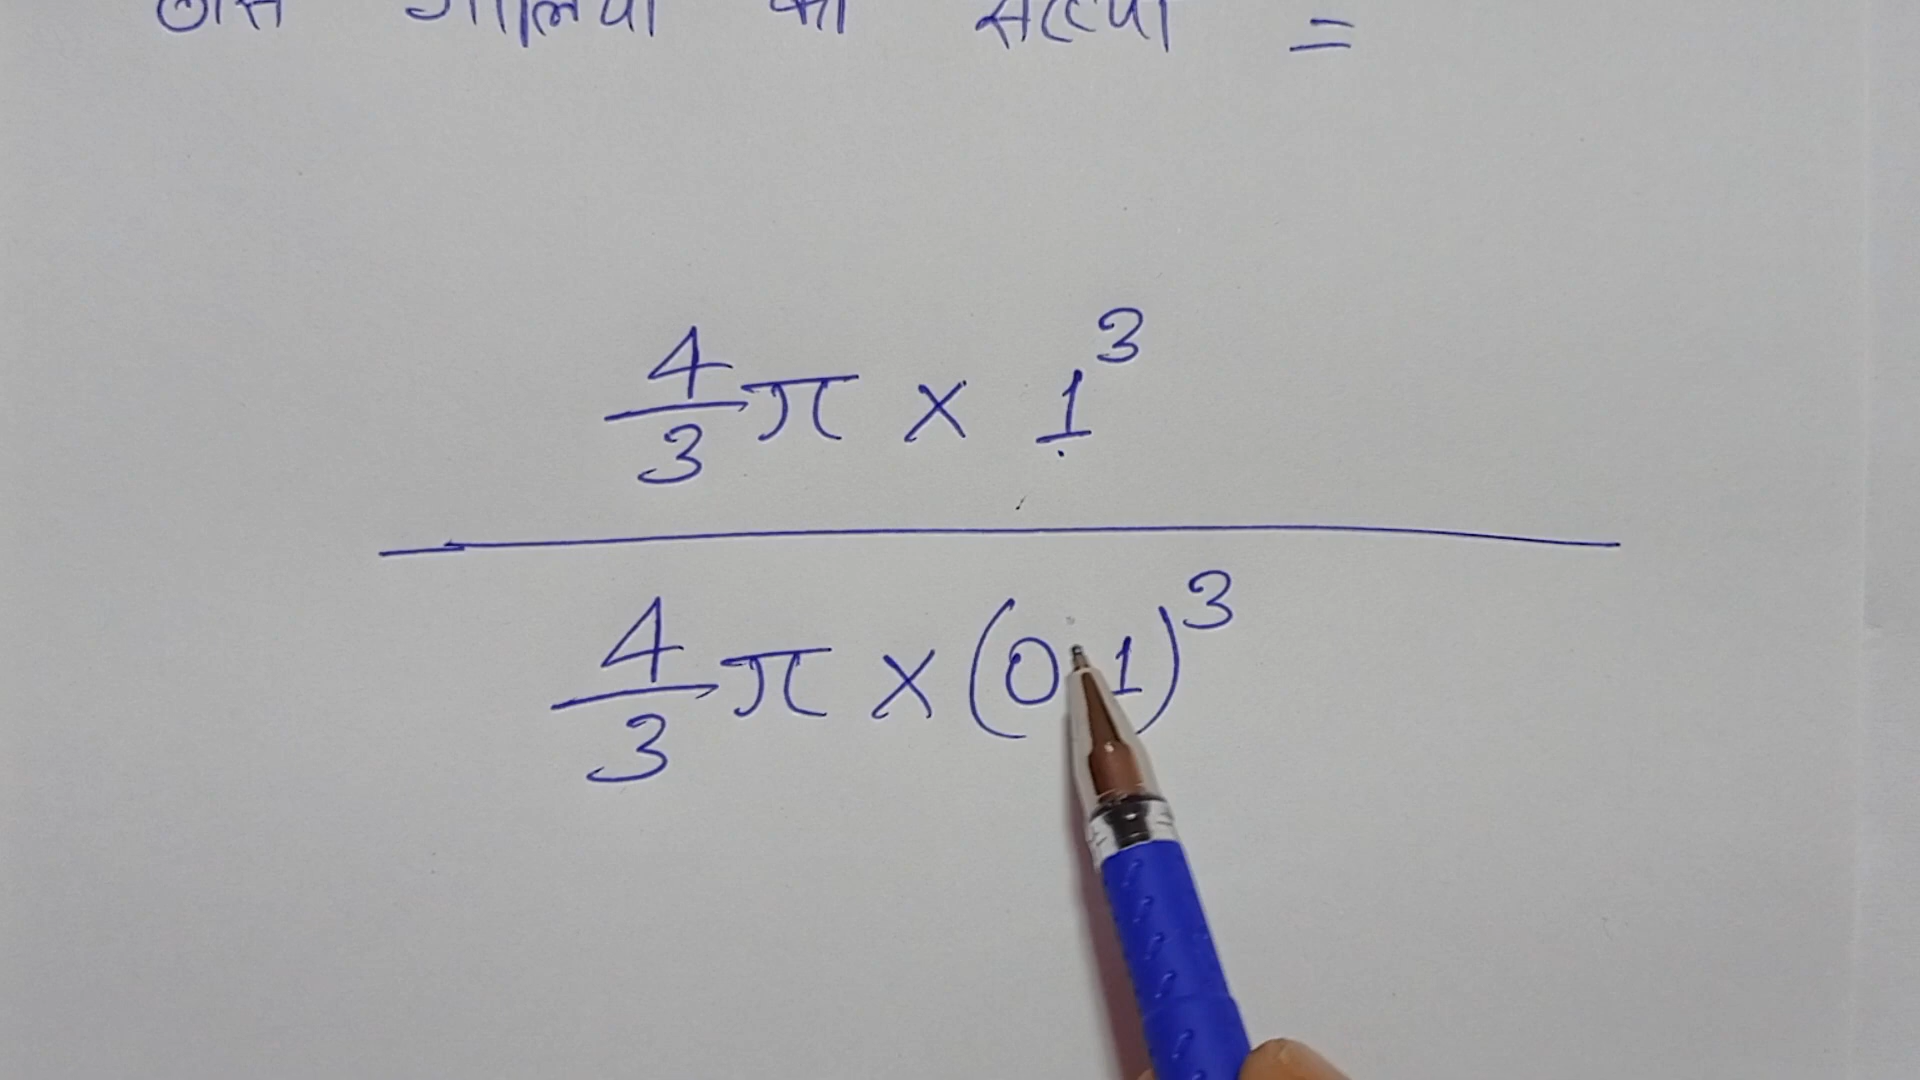 ठोस गोलियों की संख्या =
4/3 π × 1³
4/3 π × (0.1)³